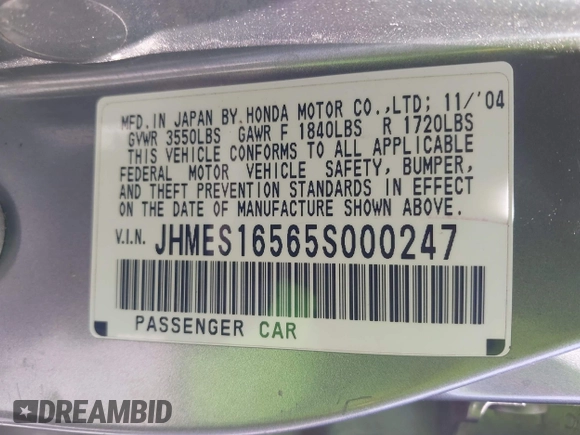 MFD. IN JAPAN BY HONDA MOTOR CO.,LTD; 11/'04
GVWR 3550LBS GAWR F 1840LBS R 1720LBS
THIS VEHICLE CONFORMS TO ALL APPLICABLE
FEDERAL MOTOR VEHICLE SAFETY, BUMPER,
AND THEFT PREVENTION STANDARDS IN EFFECT
ON THE DATE OF MANUFACTURE SHOWN ABOVE.
V.I.N. JHMES16565S000247
PASSENGER CAR
DREAMBID